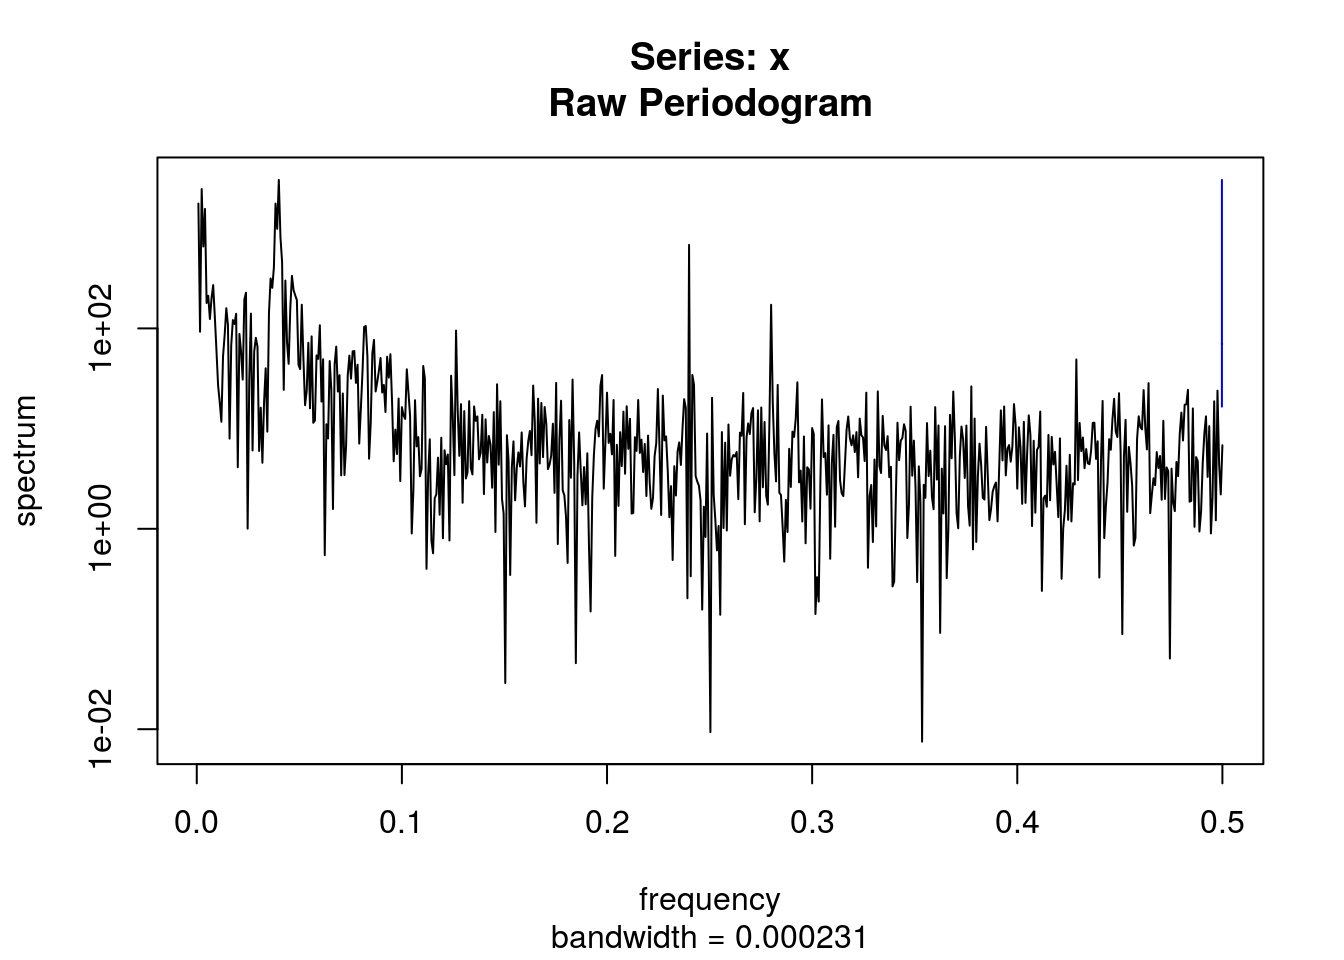 Series: x
Raw Periodogram
spectrum
1e+02
1e+00
1e-02
0.0 0.1 0.2 0.3 0.4 0.5
frequency
bandwidth = 0.000231